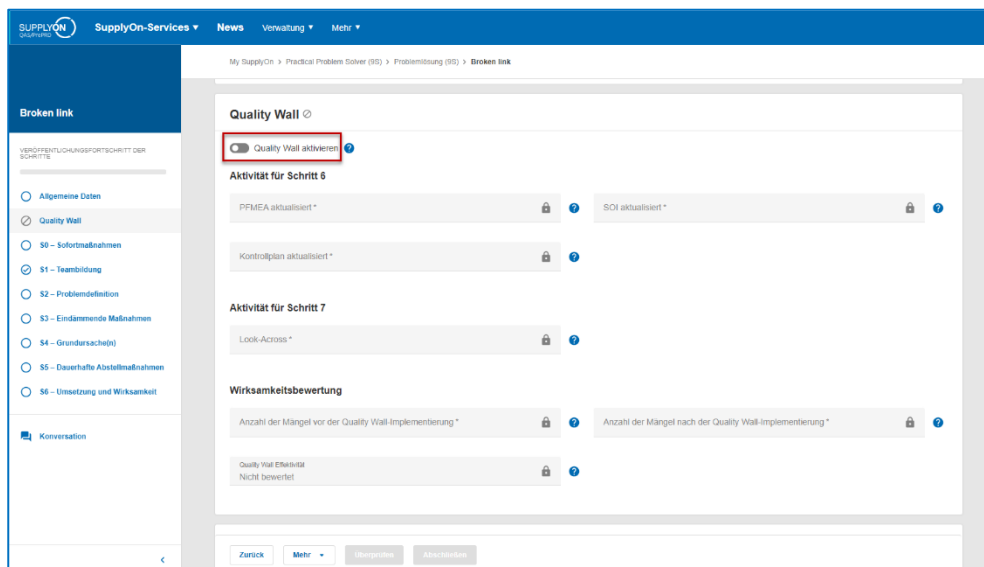 SUPPLYON
QAS/PrePRD
SupplyOn-Services
News
Verwaltung
Mehr
My SupplyOn > Practical Problem Solver (9S) > Problemlösung (9S) > Broken link
Broken link
VERÖFFENTLICHUNGSFORTSCHRITT DER
SCHRITTE
Allgemeine Daten
Quality Wall
S0 – Sofortmaßnahmen
S1 – Teambildung
S2 – Problemdefinition
S3 – Eindämmende Maßnahmen
S4 – Grundursache(n)
S5 – Dauerhafte Abstellmaßnahmen
S6 – Umsetzung und Wirksamkeit
Konversation
Quality Wall
Quality Wall aktivieren
Aktivität für Schritt 6
PFMEA aktualisiert *
SOI aktualisiert *
Kontrollplan aktualisiert *
Aktivität für Schritt 7
Look-Across *
Wirksamkeitsbewertung
Anzahl der Mängel vor der Quality Wall-Implementierung *
Anzahl der Mängel nach der Quality Wall-Implementierung *
Quality Wall Effektivität
Nicht bewertet
Zurück
Mehr
Überprüfen
Abschließen